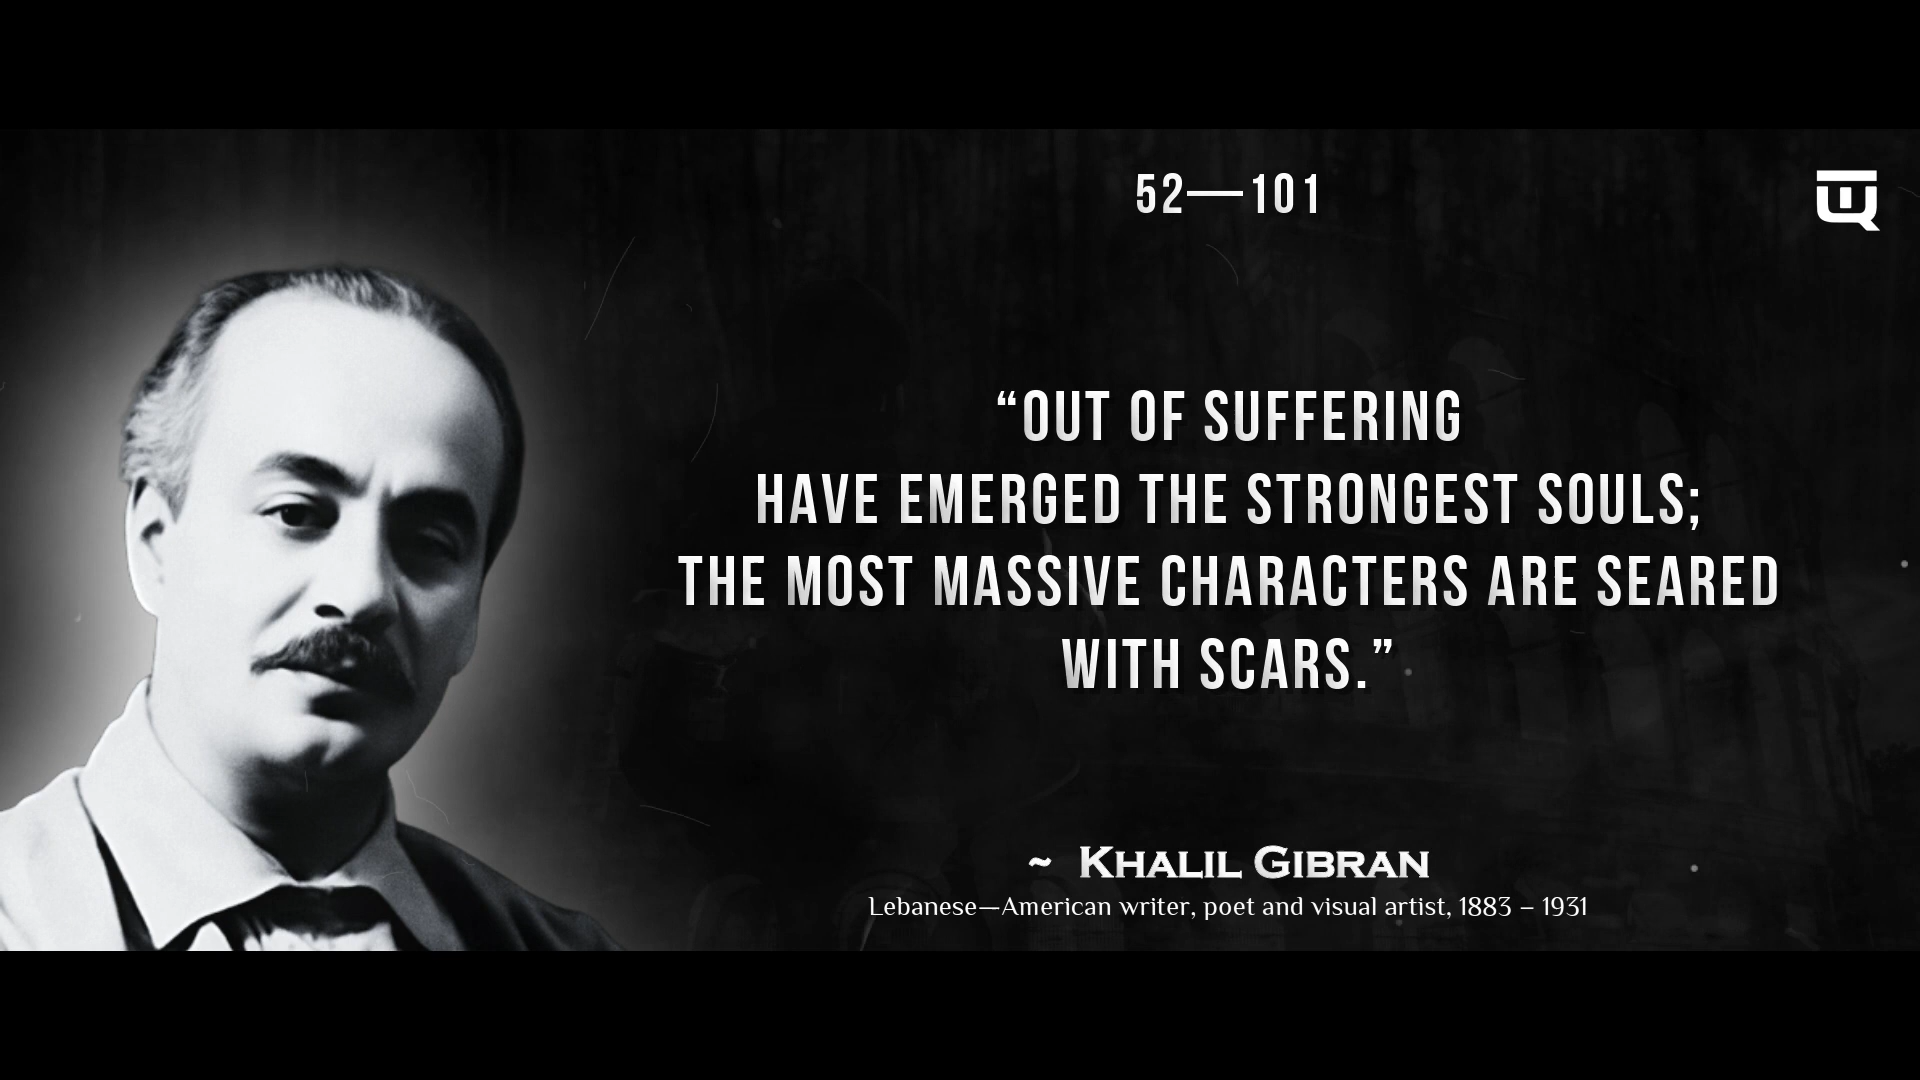 52—101
“OUT OF SUFFERING
HAVE EMERGED THE STRONGEST SOULS;
THE MOST MASSIVE CHARACTERS ARE SEARED
WITH SCARS.”
~ KHALIL GIBRAN
Lebanese—American writer, poet and visual artist, 1883 – 1931